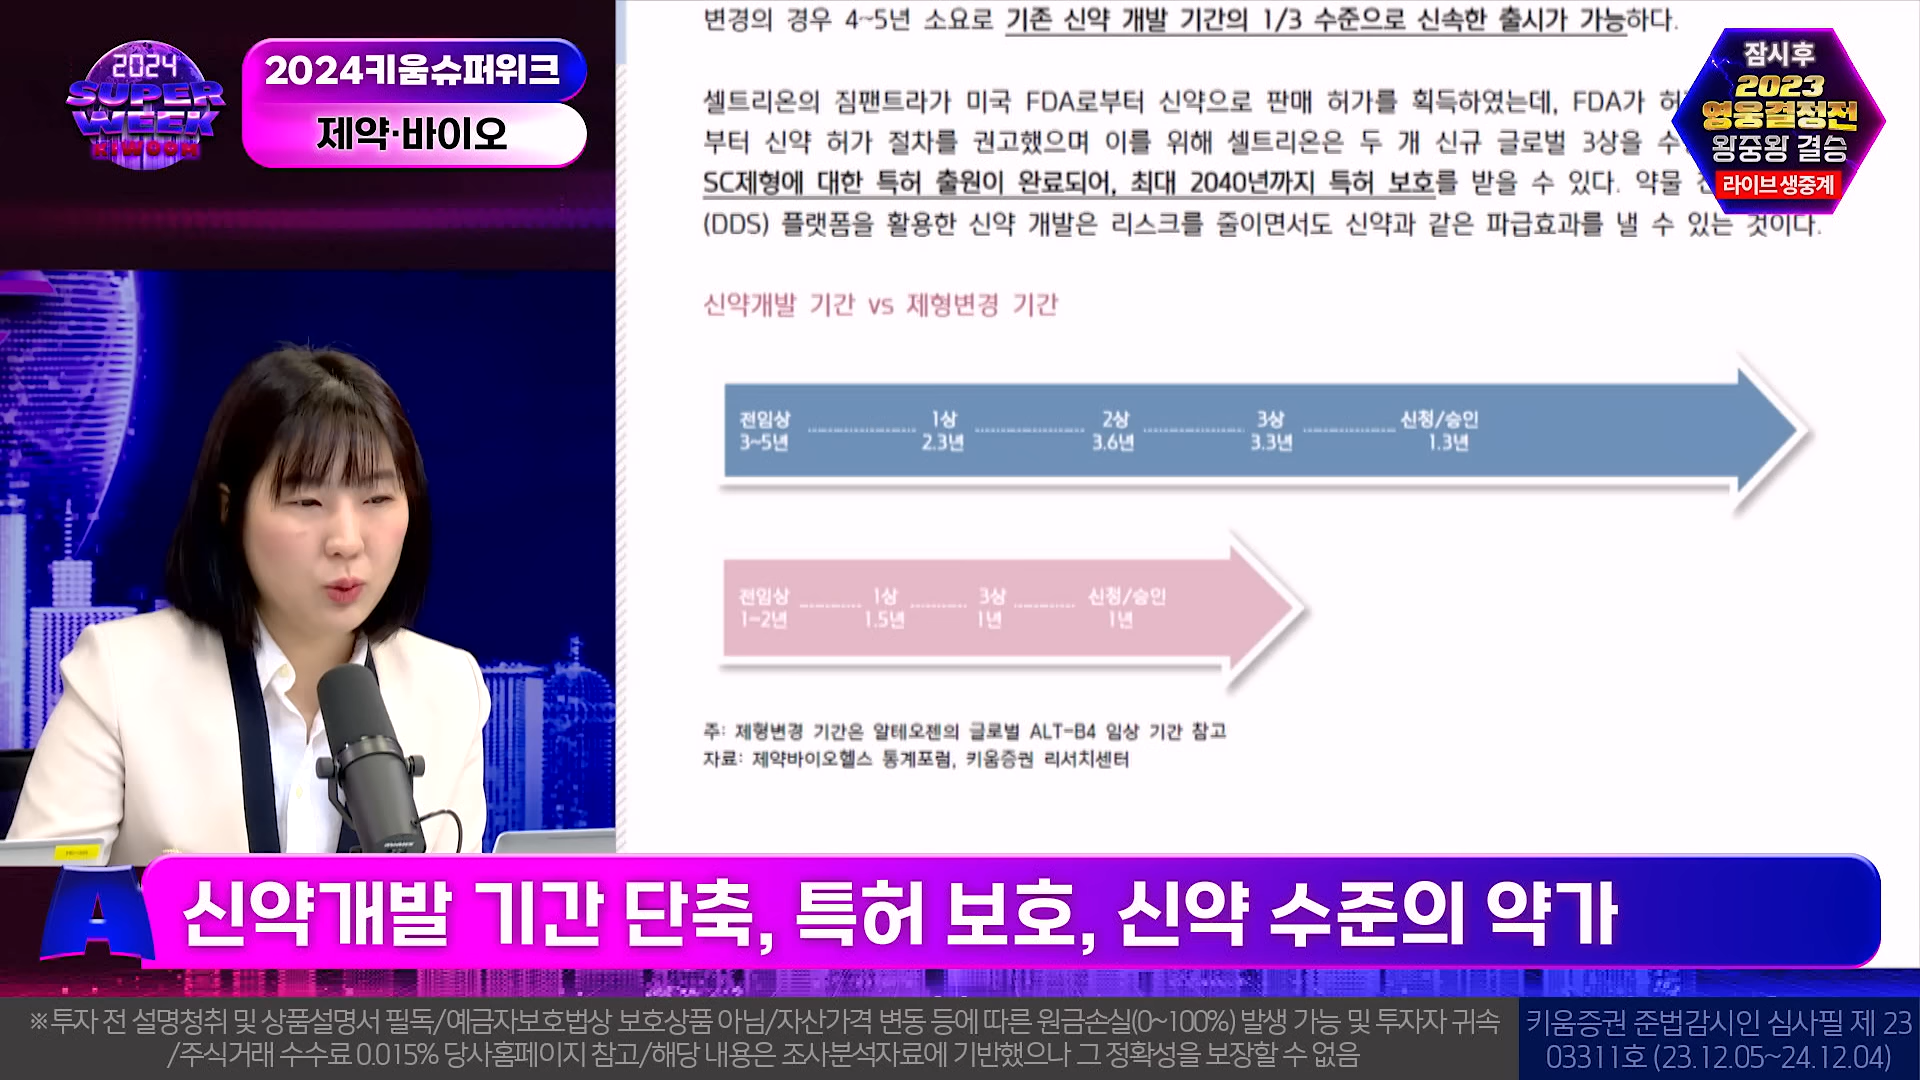 2024
SUPER
WEEK
KIWOOM
2024키움슈퍼위크
제약·바이오
변경의 경우 4~5년 소요로 기존 신약 개발 기간의 1/3 수준으로 신속한 출시가 가능하다.
셀트리온의 짐팬트라가 미국 FDA로부터 신약으로 판매 허가를 획득하였는데, FDA가
부터 신약 허가 절차를 권고했으며 이를 위해 셀트리온은 두 개 신규 글로벌 3상을
SC제형에 대한 특허 출원이 완료되어, 최대 2040년까지 특허 보호를 받을 수 있다. 약물
(DDS) 플랫폼을 활용한 신약 개발은 리스크를 줄이면서도 신약과 같은 파급효과를 낼 수 있는 것이다.
잠시후
2023
영웅결정전
왕중왕 결승
라이브 생중계
신약개발 기간 vs 제형변경 기간
전임상 1상 2상 3상 신청/승인
3~5년 2.3년 3.6년 3.3년 1.3년
전임상 1상 3상 신청/승인
1~2년 1.5년 1년 1년
주: 제형변경 기간은 알테오젠의 글로벌 ALT-B4 임상 기간 참고
자료: 제약바이오헬스 통계포럼, 키움증권 리서치센터
A 신약개발 기간 단축, 특허 보호, 신약 수준의 약가
※투자 전 설명청취 및 상품설명서 필독/예금자보호법상 보호상품 아님/자산가격 변동 등에 따른 원금손실(0~100%) 발생 가능 및 투자자 귀속
/주식거래 수수료 0.015% 당사홈페이지 참고/해당 내용은 조사분석자료에 기반했으나 그 정확성을 보장할 수 없음
키움증권 준법감시인 심사필 제 23
03311호 (23.12.05~24.12.04)